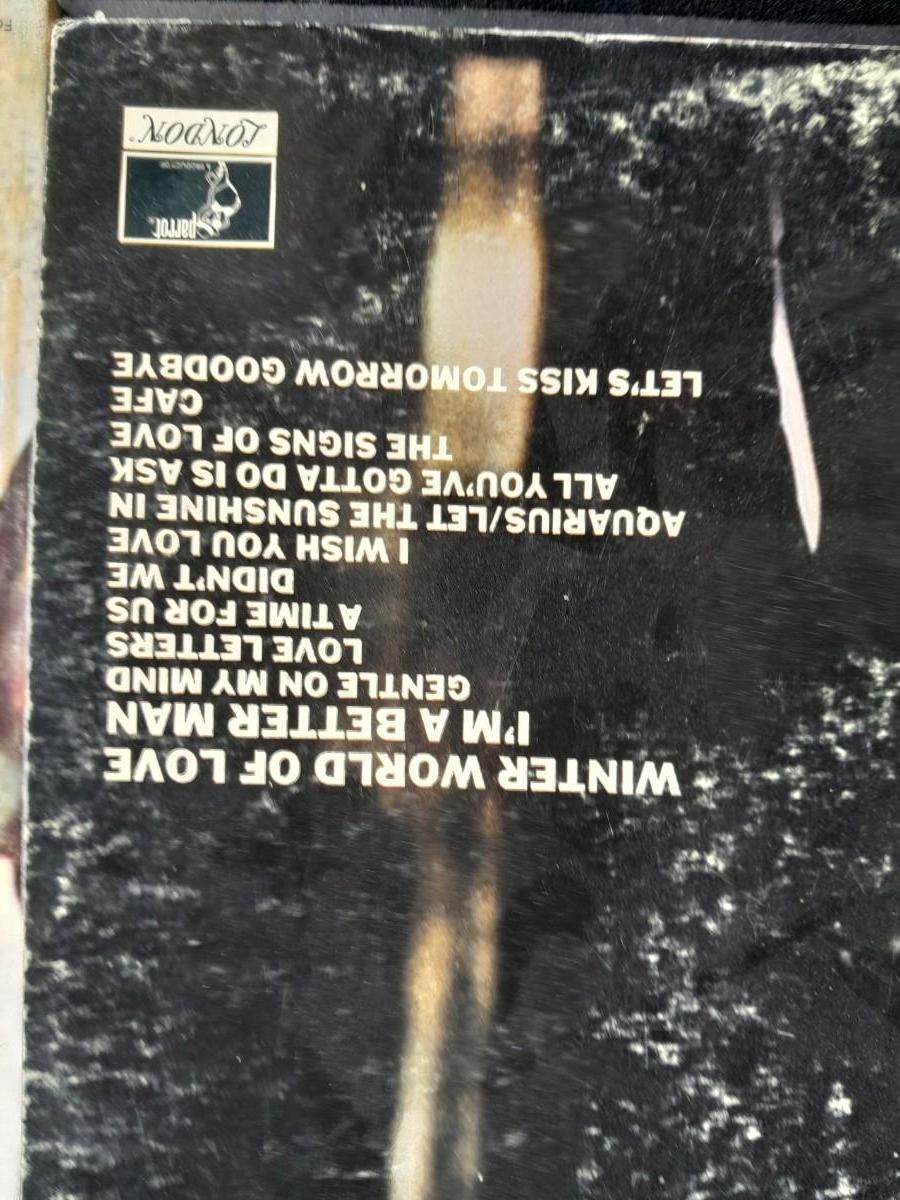 WINTER WORLD OF LOVE
I'M A BETTER MAN
GENTLE ON MY MIND
LOVE LETTERS
A TIME FOR US
DIDN'T WE
I WISH YOU LOVE
AQUARIUS/LET THE SUNSHINE IN
ALL YOU'VE GOTTA DO IS ASK
THE SIGNS OF LOVE
CAFE
LET'S KISS TOMORROW GOODBYE
parrot
A PRODUCT OF
LONDON